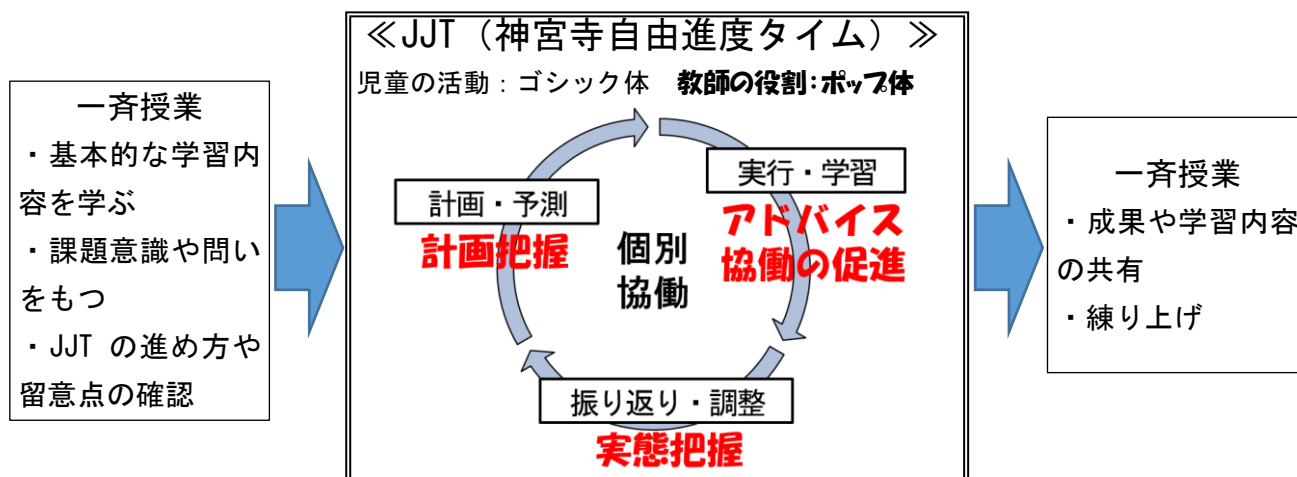 一斉授業
・基本的な学習内
容を学ぶ
・課題意識や問い
をもつ
・JJT の進め方や
留意点の確認
≪JJT（神宮寺自由進度タイム）≫
児童の活動：ゴシック体　教師の役割：ポップ体
計画・予測
計画把握
個別
協働
実行・学習
アドバイス
協働の促進
振り返り・調整
実態把握
一斉授業
・成果や学習内容
の共有
・練り上げ